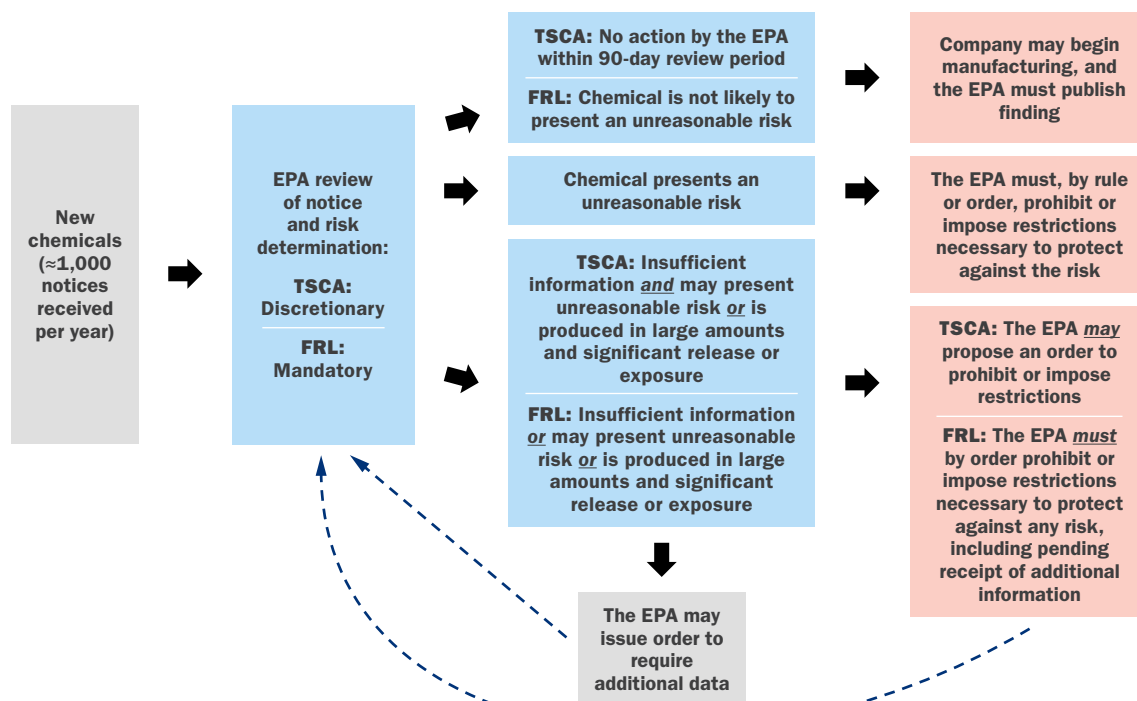 New
chemicals
(≈1,000
notices
received
per year)
EPA review
of notice
and risk
determination:
TSCA:
Discretionary
FRL:
Mandatory
TSCA: No action by the EPA
within 90-day review period
FRL: Chemical is not likely to
present an unreasonable risk
Company may begin
manufacturing, and
the EPA must publish
finding
Chemical presents an
unreasonable risk
The EPA must, by rule
or order, prohibit or
impose restrictions
necessary to protect
against the risk
TSCA: Insufficient
information and may present
unreasonable risk or is
produced in large amounts
and significant release or
exposure
FRL: Insufficient information
or may present unreasonable
risk or is produced in large
amounts and significant
release or exposure
TSCA: The EPA may
propose an order to
prohibit or impose
restrictions
FRL: The EPA must
by order prohibit or
impose restrictions
necessary to protect
against any risk,
including pending
receipt of additional
information
The EPA may
issue order to
require
additional data